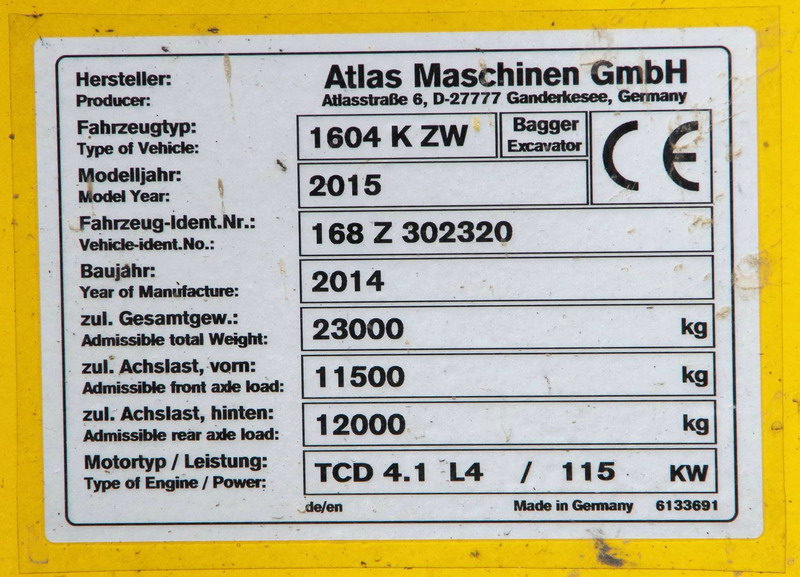 Hersteller: Atlas Maschinen GmbH
Producer: Atlasstraße 6, D-27777 Ganderkesee, Germany
Fahrzeugtyp:
Type of Vehicle:
1604 K ZW
Bagger
Excavator
CE
Modelljahr:
Model Year:
2015
Fahrzeug-ident.Nr.:
Vehicle-ident.No.:
168 Z 302320
Baujahr:
Year of Manufacture:
2014
zul. Gesamtgew.:
Admissible total Weight:
23000 kg
zul. Achslast, vorn:
Admissible front axle load:
11500 kg
zul. Achslast, hinten:
Admissible rear axle load:
12000 kg
Motortyp / Leistung:
Type of Engine / Power:
TCD 4.1 L4 / 115 KW
de/en Made in Germany 6133691